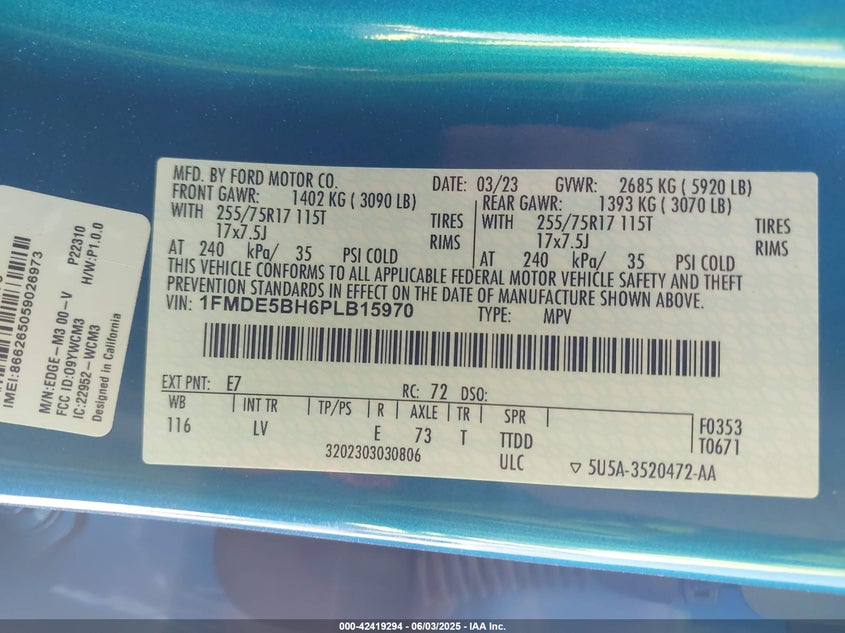 MFD. BY FORD MOTOR CO.
DATE: 03/23
GVWR: 2685 KG ( 5920 LB)
FRONT GAWR: 1402 KG ( 3090 LB)
REAR GAWR: 1393 KG ( 3070 LB)
WITH 255/75R17 115T TIRES
WITH 255/75R17 115T TIRES
17x7.5J RIMS
17x7.5J RIMS
AT 240 kPa/ 35 PSI COLD
AT 240 kPa/ 35 PSI COLD
THIS VEHICLE CONFORMS TO ALL APPLICABLE FEDERAL MOTOR VEHICLE SAFETY AND THEFT
PREVENTION STANDARDS IN EFFECT ON THE DATE OF MANUFACTURE SHOWN ABOVE.
VIN: 1FMDE5BH6PLB15970
TYPE: MPV
EXT PNT: E7
RC: 72 DSO:
WB INT TR TP/PS R AXLE TR SPR
116 LV E 73 T TTDD
F0353
T0671
3202303030806
ULC
5U5A-3520472-AA
IMEI:866265059026973
M/N:EDGE-M3 00-V P22310
FCC ID:09YWCM3 H/W:P1.0.0
IC:22952-WCM3
Designed in California
000-42419294 - 06/03/2025 - IAA Inc.